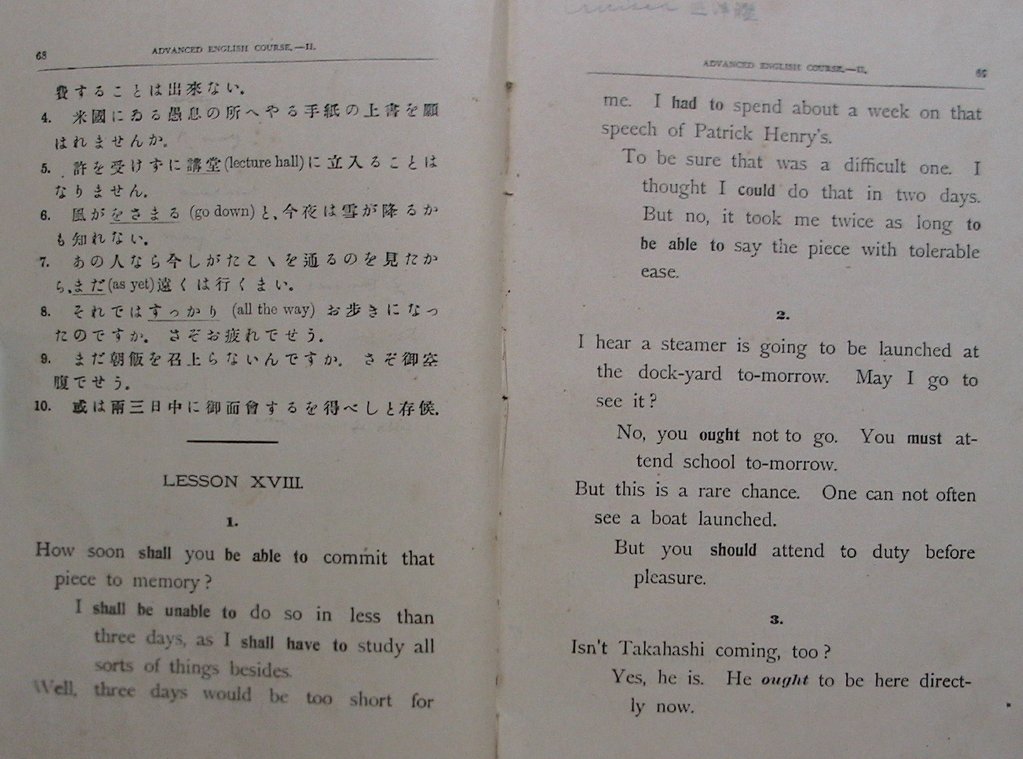 68
ADVANCED ENGLISH COURSE.—II.
費することは出來ない。
4. 米國にある愚息の所へやる手紙の上書を願
はれませんか。
5. 許を受けずに講堂(lecture hall)に立入ることは
なりません。
6. 風がをさまる(go down)と、今夜は雪が降るか
も知れない。
7. あの人なら今しがたこゝを通るのを見たか
ら、まだ(as yet)遠くは行くまい。
8. それではすっかり (all the way) お歩きになっ
たのですか。さぞお疲れでせう。
9. まだ朝飯を召上らないんですか。さぞ御空
腹でせう。
10. 或は兩三日中に御面會するを得べしと存候。
LESSON XVIII.
1.
How soon shall you be able to commit that
piece to memory?
I shall be unable to do so in less than
three days, as I shall have to study all
sorts of things besides.
Well, three days would be too short for
Cruiser
ADVANCED ENGLISH COURSE.—II.
69
me. I had to spend about a week on that
speech of Patrick Henry's.
To be sure that was a difficult one. I
thought I could do that in two days.
But no, it took me twice as long to
be able to say the piece with tolerable
ease.
2.
I hear a steamer is going to be launched at
the dock-yard to-morrow. May I go to
see it?
No, you ought not to go. You must at-
tend school to-morrow.
But this is a rare chance. One can not often
see a boat launched.
But you should attend to duty before
pleasure.
3.
Isn't Takahashi coming, too?
Yes, he is. He ought to be here direct-
ly now.